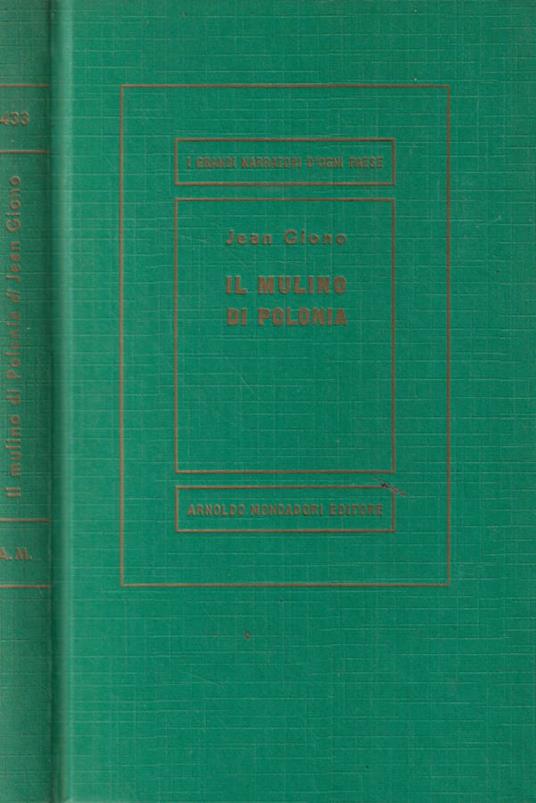 433
Il mulino di Polonia di Jean Giono
A.M.
I GRANDI NARRATORI D'OGNI PAESE
Jean Giono
IL MULINO
DI POLONIA
ARNOLDO MONDADORI EDITORE